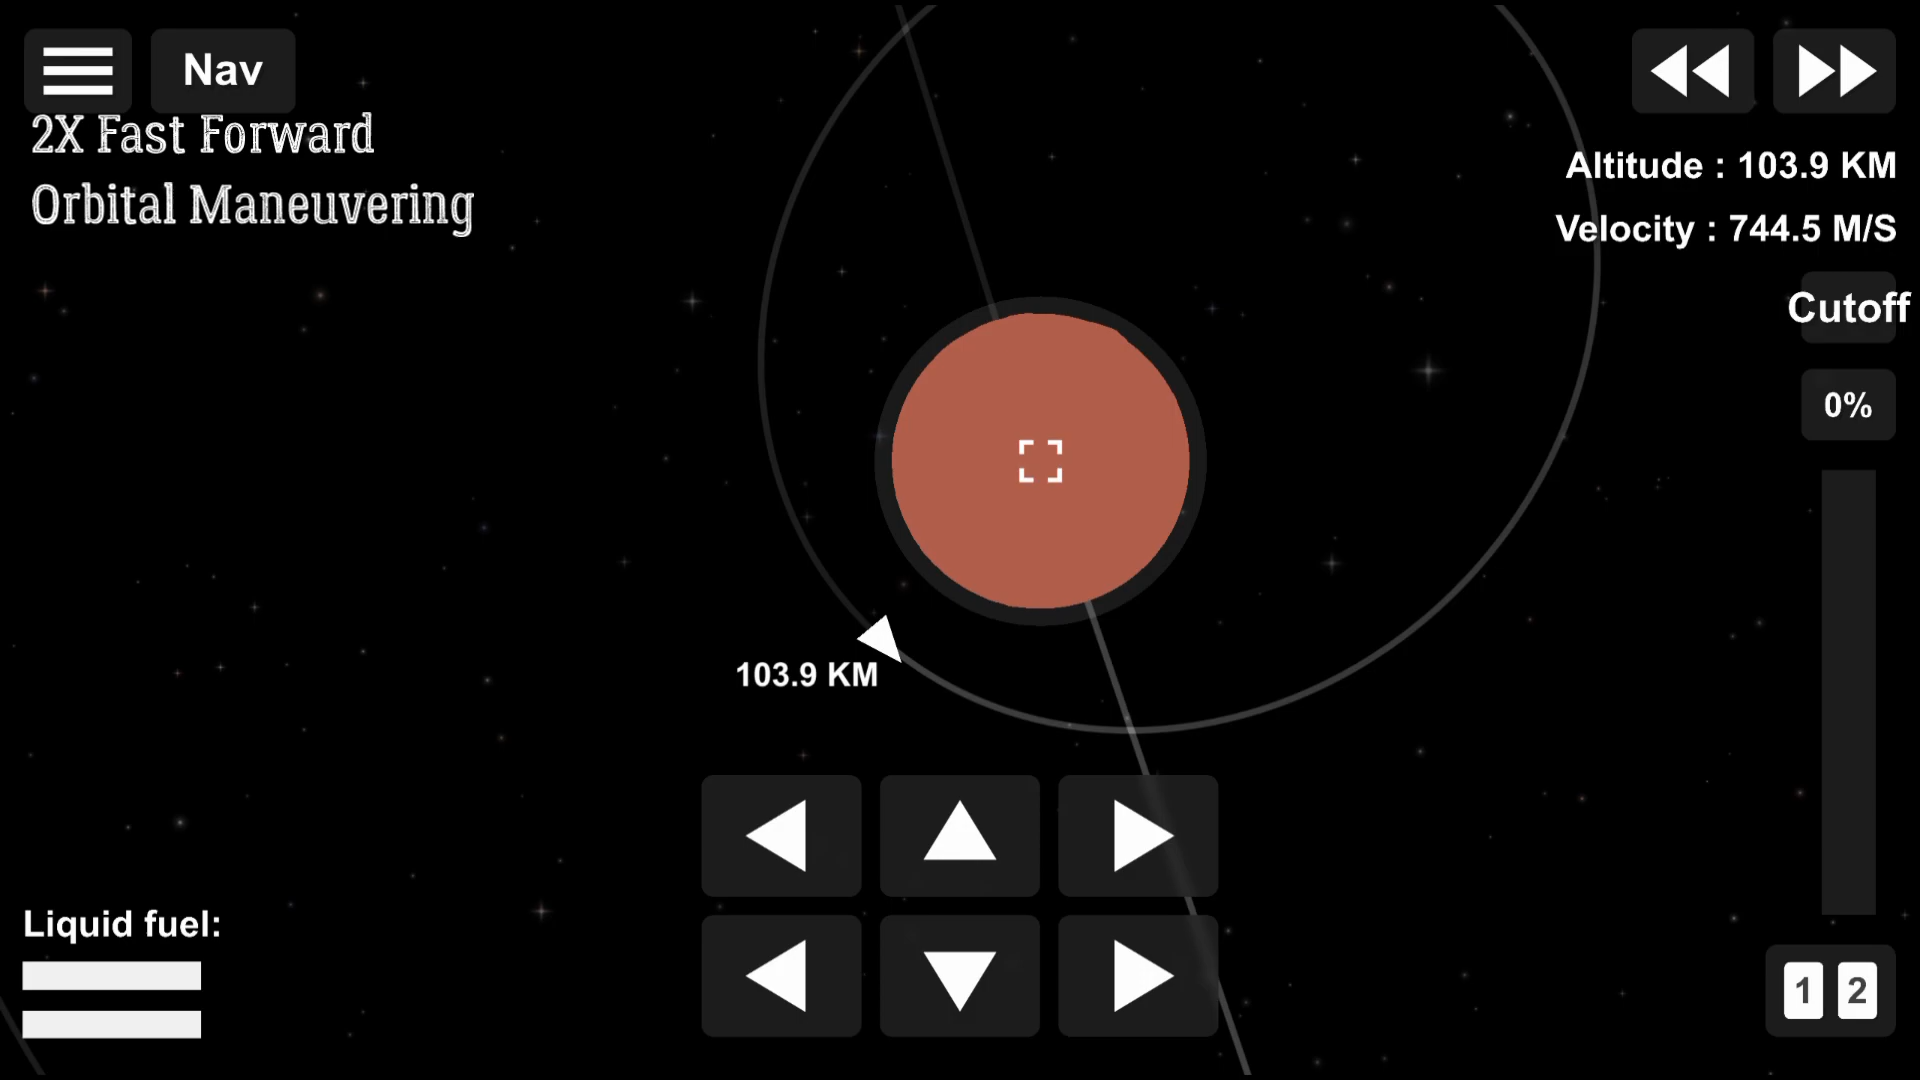 Nav
2X Fast Forward
Orbital Maneuvering
Altitude : 103.9 KM
Velocity : 744.5 M/S
Cutoff
0%
103.9 KM
Liquid fuel:
1 2